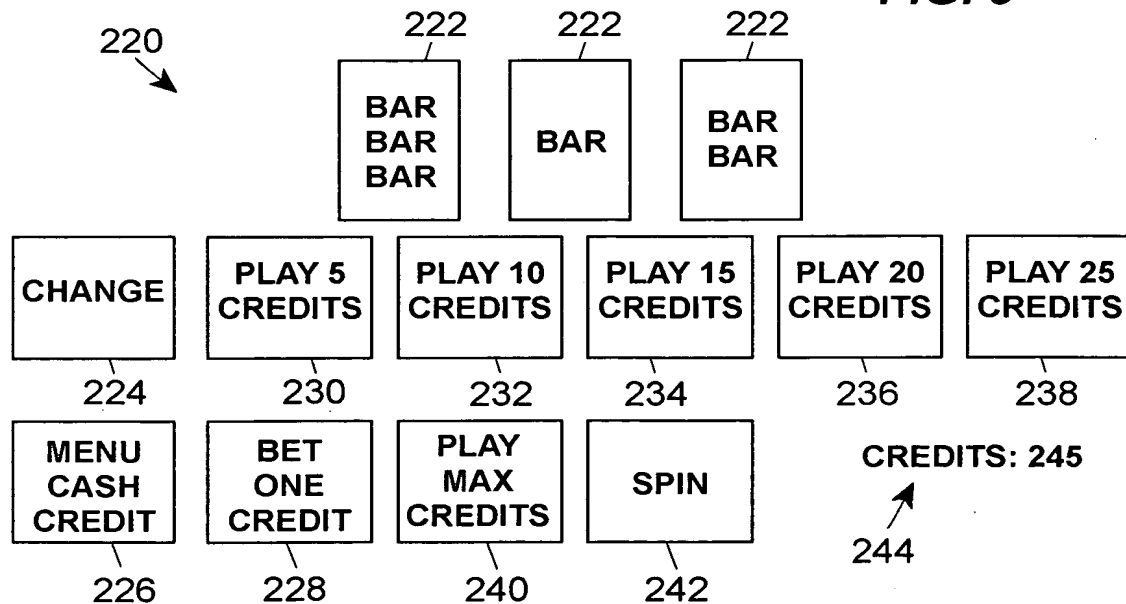 222 222 222
220
BAR
BAR
BAR
BAR
BAR
BAR
CHANGE
PLAY 5
CREDITS
PLAY 10
CREDITS
PLAY 15
CREDITS
PLAY 20
CREDITS
PLAY 25
CREDITS
224 230 232 234 236 238
MENU
CASH
CREDIT
BET
ONE
CREDIT
PLAY
MAX
CREDITS
SPIN
CREDITS: 245
244
226 228 240 242